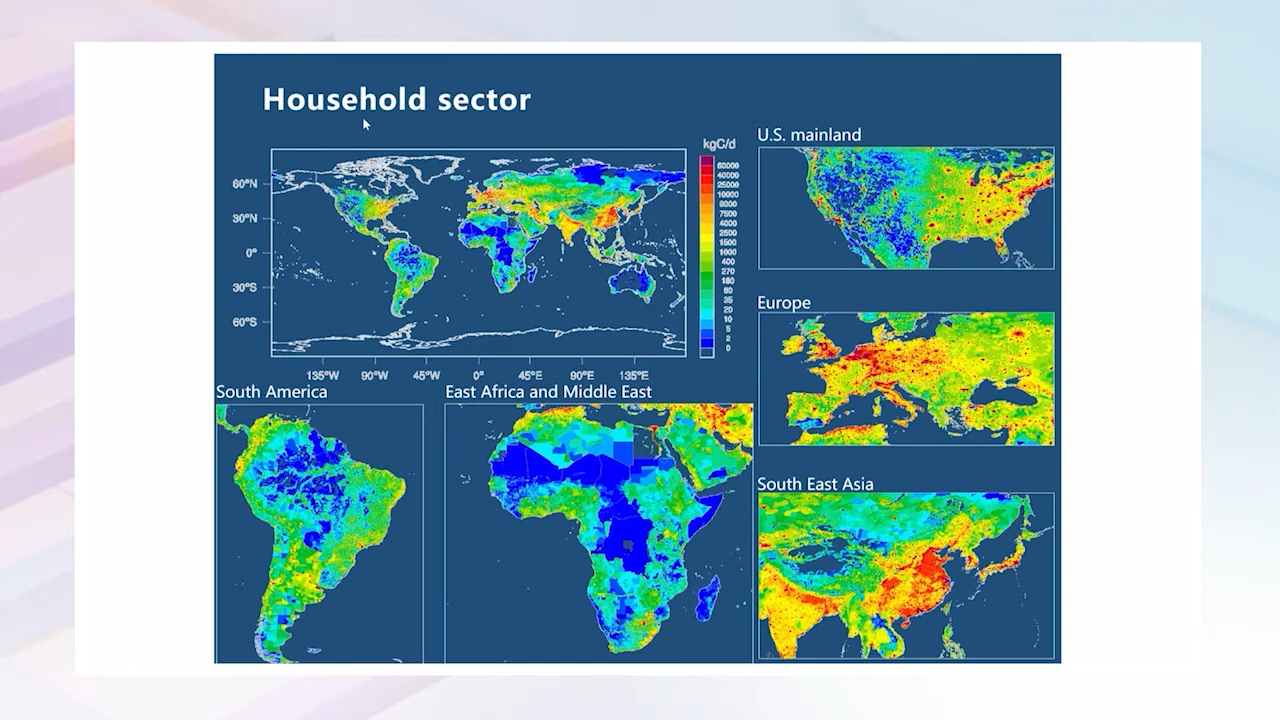 Household sector
kgC/d
60000
40000
25000
10000
9000
7500
4000
2500
1500
1000
400
270
180
80
35
20
10
5
2
0
60°N
30°N
0°
30°S
60°S
135°W 90°W 45°W 0° 45°E 90°E 135°E
U.S. mainland
Europe
South America
East Africa and Middle East
South East Asia